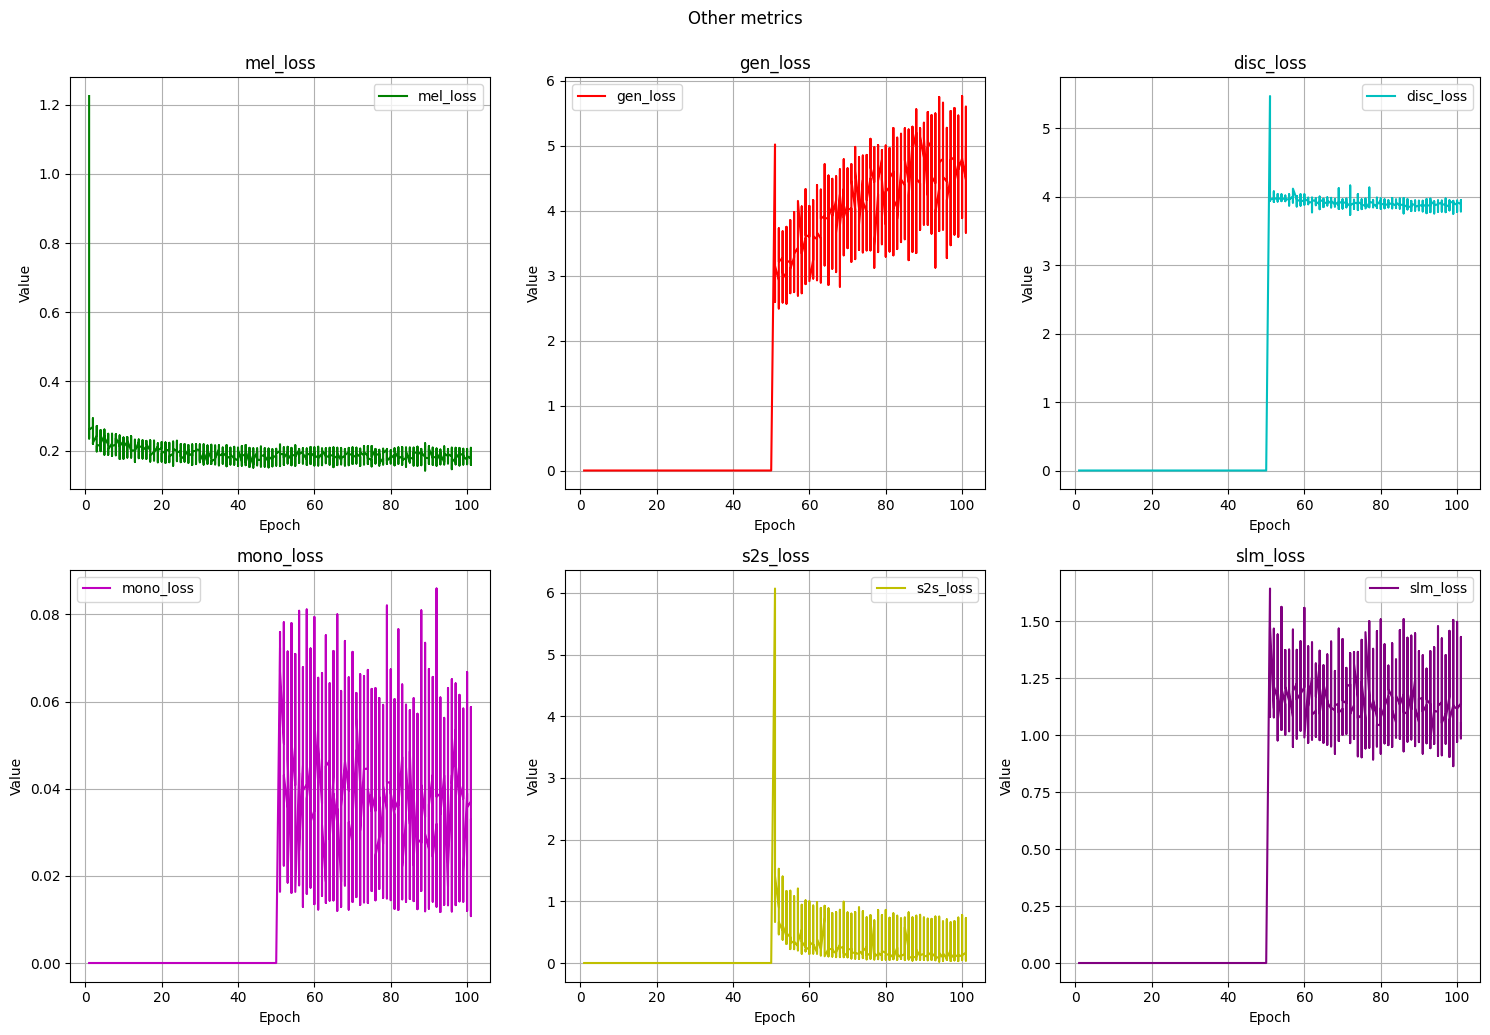 Other metrics
mel_loss
mel_loss
1.2
1.0
0.8
0.6
0.4
0.2
Value
0 20 40 60 80 100
Epoch
gen_loss
gen_loss
6
5
4
3
2
1
0
Value
0 20 40 60 80 100
Epoch
disc_loss
disc_loss
5
4
3
2
1
0
Value
0 20 40 60 80 100
Epoch
mono_loss
mono_loss
0.08
0.06
0.04
0.02
0.00
Value
0 20 40 60 80 100
Epoch
s2s_loss
s2s_loss
6
5
4
3
2
1
0
Value
0 20 40 60 80 100
Epoch
slm_loss
slm_loss
1.50
1.25
1.00
0.75
0.50
0.25
0.00
Value
0 20 40 60 80 100
Epoch